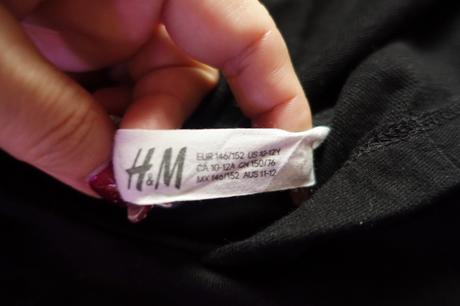 H&M
EUR 146/152 US 10-12Y
CA 10-12A CN 150/76
MX 146/152 AUS 11-12